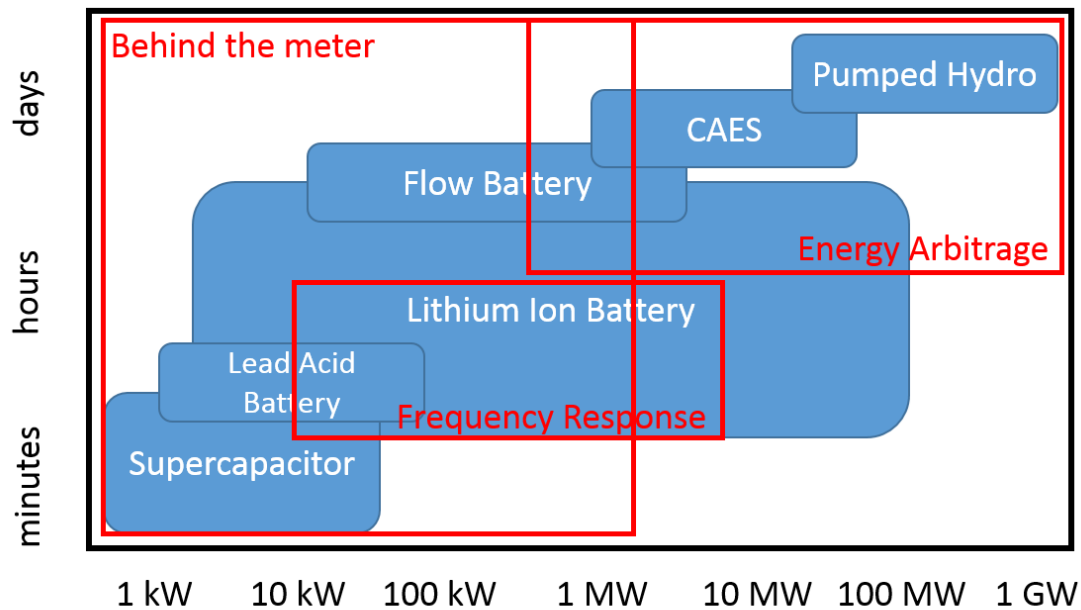 Behind the meter
Pumped Hydro
days
CAES
Flow Battery
Energy Arbitrage
hours
Lithium Ion Battery
Lead Acid
Battery
Frequency Response
minutes
Supercapacitor
1 kW 10 kW 100 kW 1 MW 10 MW 100 MW 1 GW